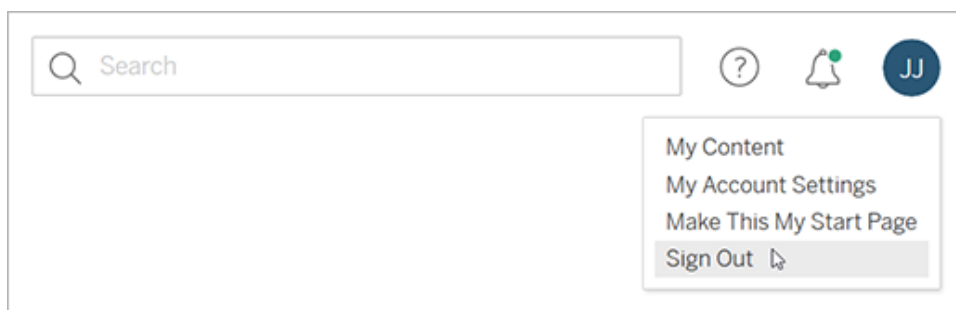 Search
?
JJ
My Content
My Account Settings
Make This My Start Page
Sign Out